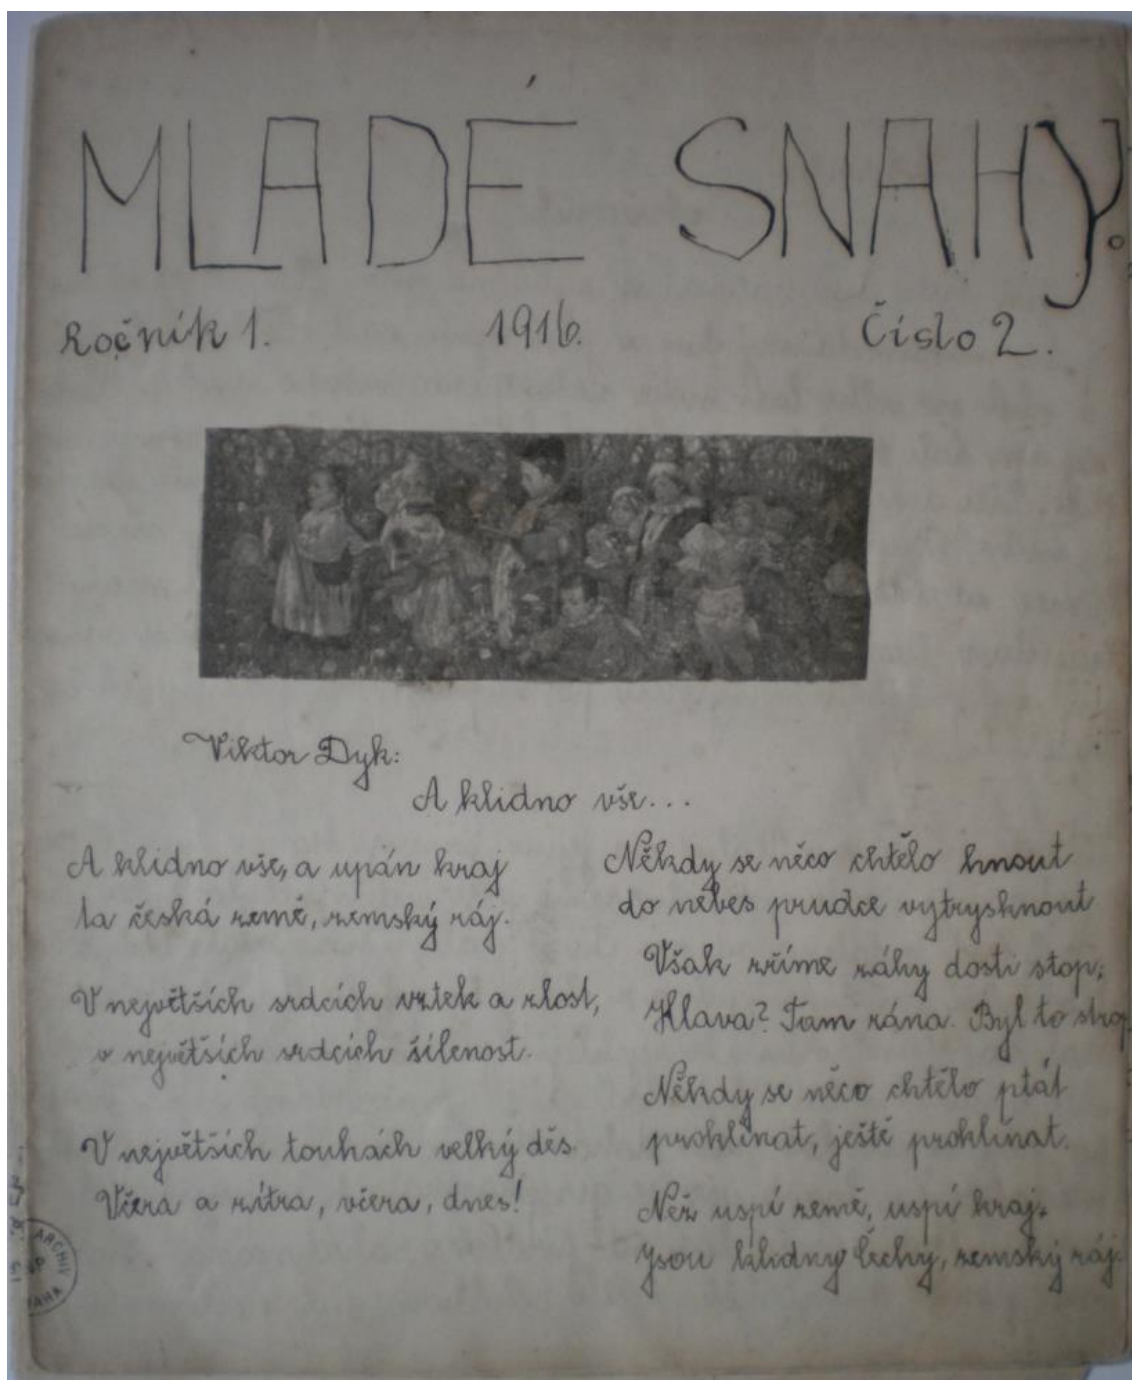 MLADÉ SNAHY.
Ročník 1.
1916.
Číslo 2.
Viktor Dyk:
A klidno vše...
A klidno vše, a upán kraj
ta česká země, zemský ráj.
V největších srdcích vztek a zlost,
v největších srdcích šílenost.
V největších touhách velký děs
Včera a zítra, včera, dnes!
Někdy se něco chtělo hnout
do nebes prudce vytrysknout
Však zříme záhy dosti stop;
Hlava? Tam rána. Byl to strop
Někdy se něco chtělo ptát
proklínat, ještě proklínat.
Než uspí země, uspí kraj.
Jsou klidny Čechy, zemský ráj.
ARCHIV